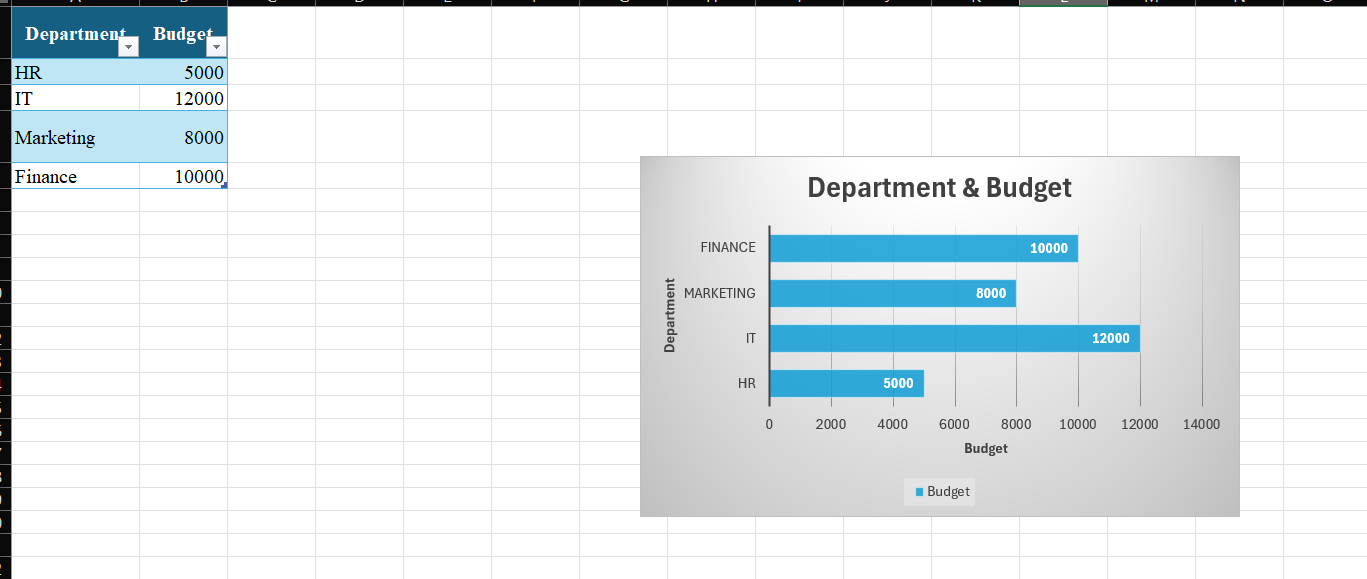 Department Budget
HR 5000
IT 12000
Marketing 8000
Finance 10000
Department & Budget
FINANCE 10000
MARKETING 8000
IT 12000
HR 5000
Department
0 2000 4000 6000 8000 10000 12000 14000
Budget
Budget